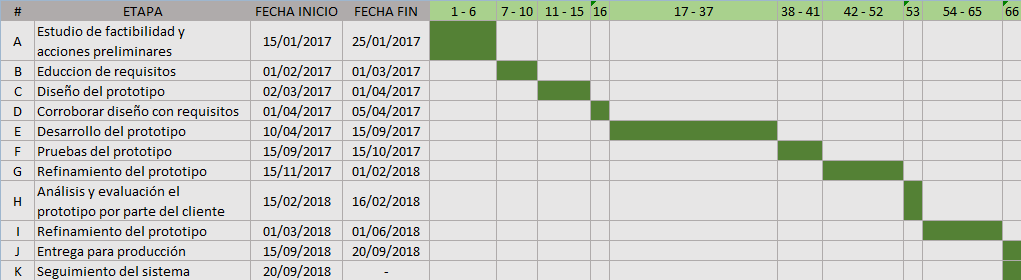 # ETAPA FECHA INICIO FECHA FIN 1 - 6 7 - 10 11 - 15 16 17 - 37 38 - 41 42 - 52 53 54 - 65 66
A Estudio de factibilidad y acciones preliminares 15/01/2017 25/01/2017
B Educcion de requisitos 01/02/2017 01/03/2017
C Diseño del prototipo 02/03/2017 01/04/2017
D Corroborar diseño con requisitos 01/04/2017 05/04/2017
E Desarrollo del prototipo 10/04/2017 15/09/2017
F Pruebas del prototipo 15/09/2017 15/10/2017
G Refinamiento del prototipo 15/11/2017 01/02/2018
H Análisis y evaluación el prototipo por parte del cliente 15/02/2018 16/02/2018
I Refinamiento del prototipo 01/03/2018 01/06/2018
J Entrega para producción 15/09/2018 20/09/2018
K Seguimiento del sistema 20/09/2018 -